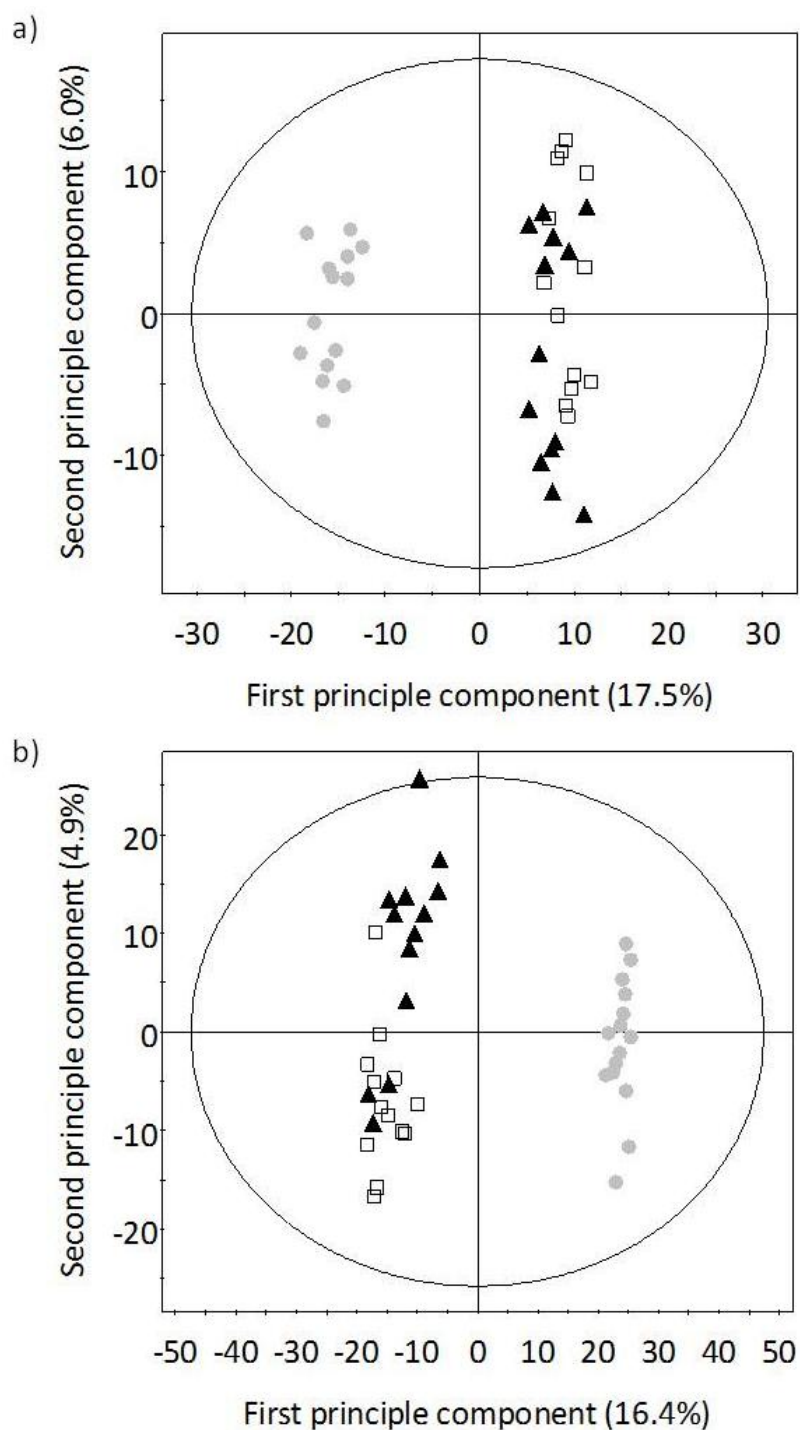 a)
Second principle component (6.0%)
10
0
-10
-30 -20 -10 0 10 20 30
First principle component (17.5%)
b)
Second principle component (4.9%)
20
10
0
-10
-20
-50 -40 -30 -20 -10 0 10 20 30 40 50
First principle component (16.4%)